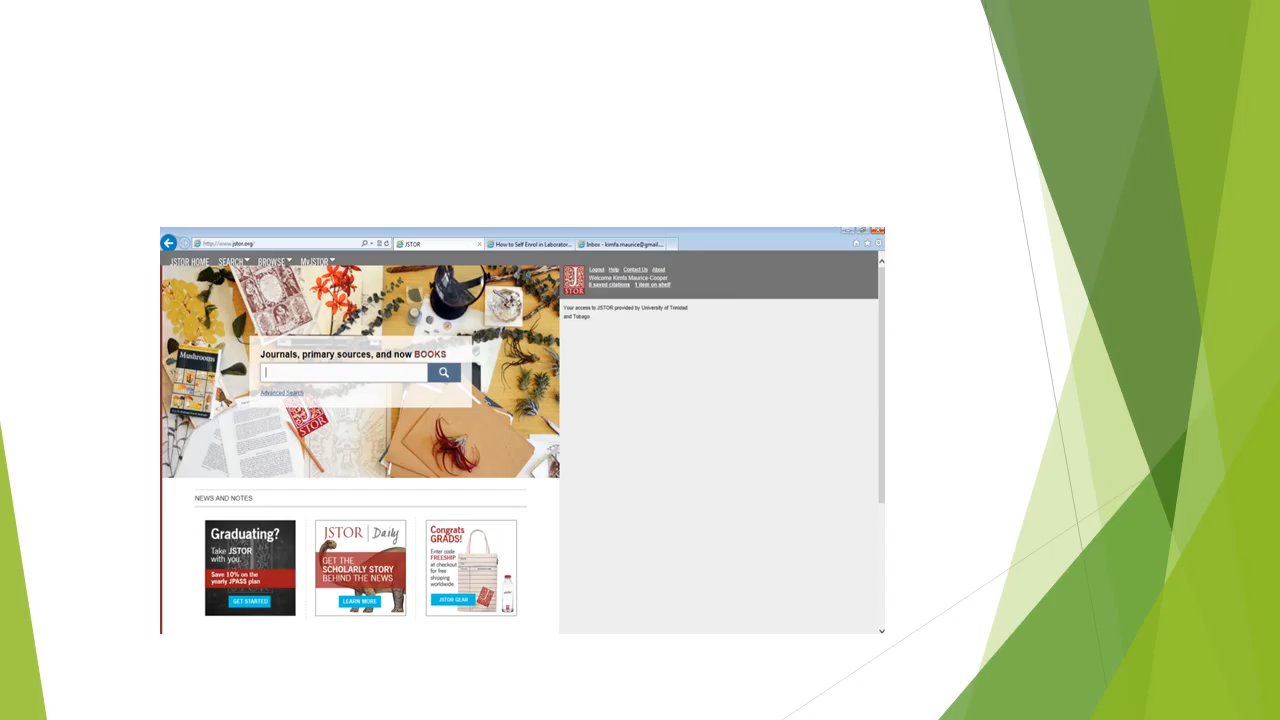 http://www.jstor.org/
JSTOR
How to Self Enrol in Laborator...
Inbox - kimfa.maurice@gmail....
JSTOR HOME SEARCH BROWSE MyJSTOR
Logout Help Contact Us About
Welcome Kimfa Maurice-Cooper
6 saved citations 1 item on shelf
Your access to JSTOR provided by University of Trinidad
and Tobago
Mushrooms
Journals, primary sources, and now BOOKS
Advanced Search
JSTOR
NEWS AND NOTES
Graduating?
Take JSTOR
with you.
Save 10% on the
yearly JPASS plan
GET STARTED
JSTOR Daily
GET THE
SCHOLARLY STORY
BEHIND THE NEWS
LEARN MORE
Congrats
GRADS!
Enter code
FREESHIP
at checkout
for free
shipping
worldwide
JSTOR GEAR